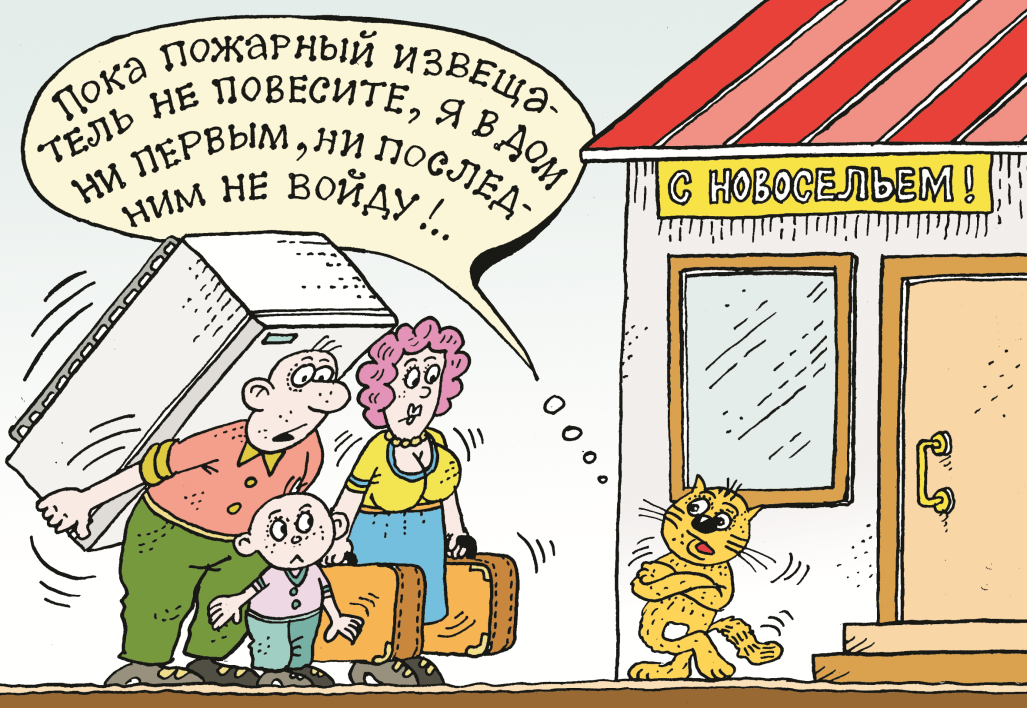 Пока пожарный извеща-
тель не повесите, я в дом
ни первым, ни послед-
ним не войду!..
С НОВОСЕЛЬЕМ!